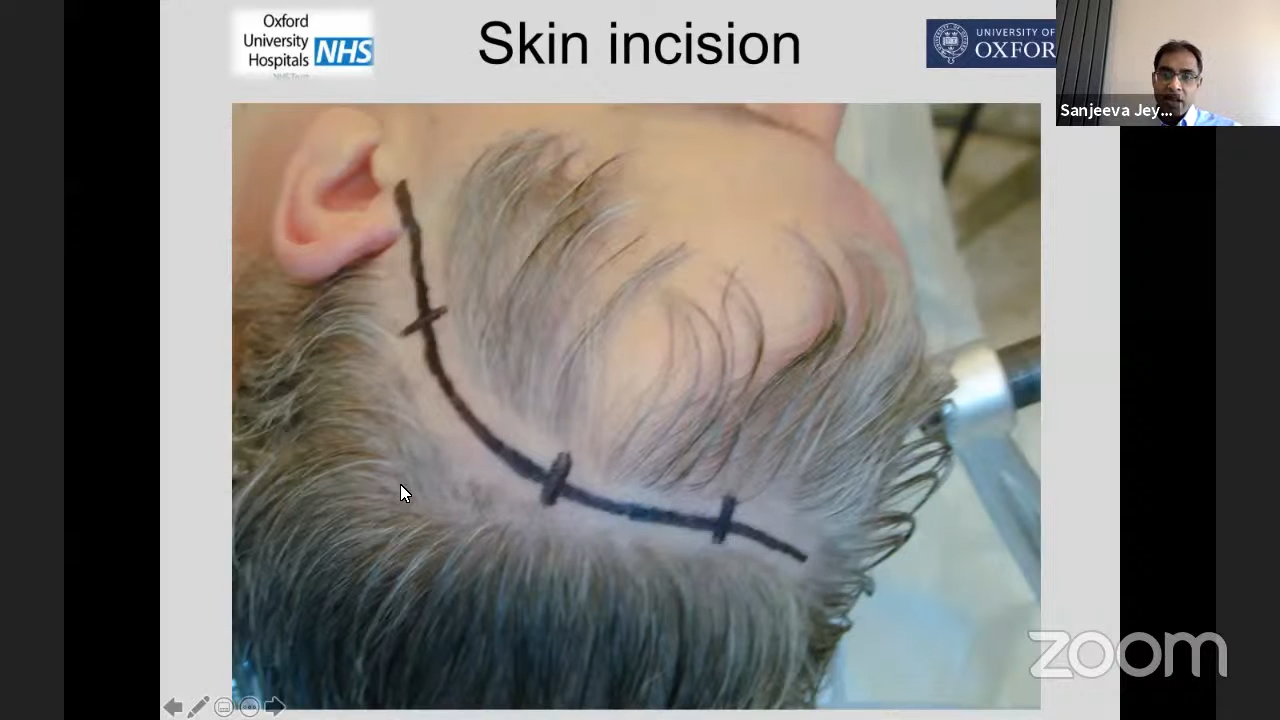 Oxford
University
Hospitals
NHS
Skin incision
UNIVERSITY OF
OXFOR
Sanjeeva Jey...
zoom